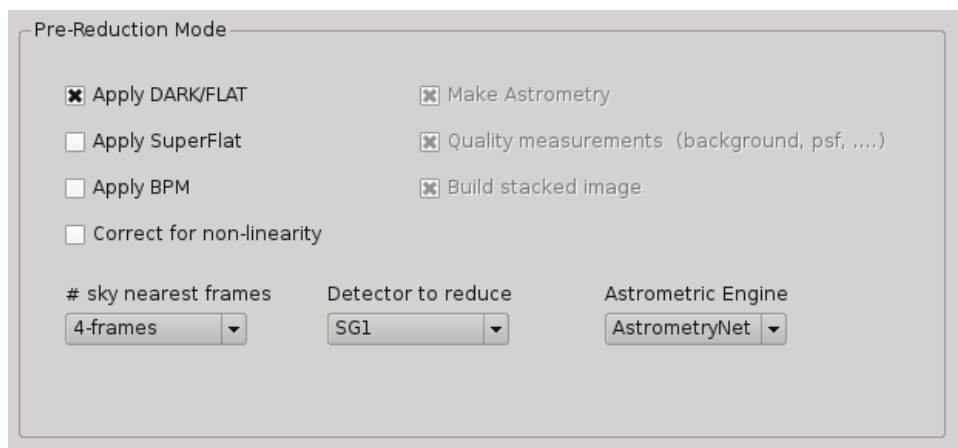 Pre-Reduction Mode
Apply DARK/FLAT
Make Astrometry
Apply SuperFlat
Quality measurements (background, psf, ....)
Apply BPM
Build stacked image
Correct for non-linearity
# sky nearest frames
Detector to reduce
Astrometric Engine
4-frames
SG1
AstrometryNet